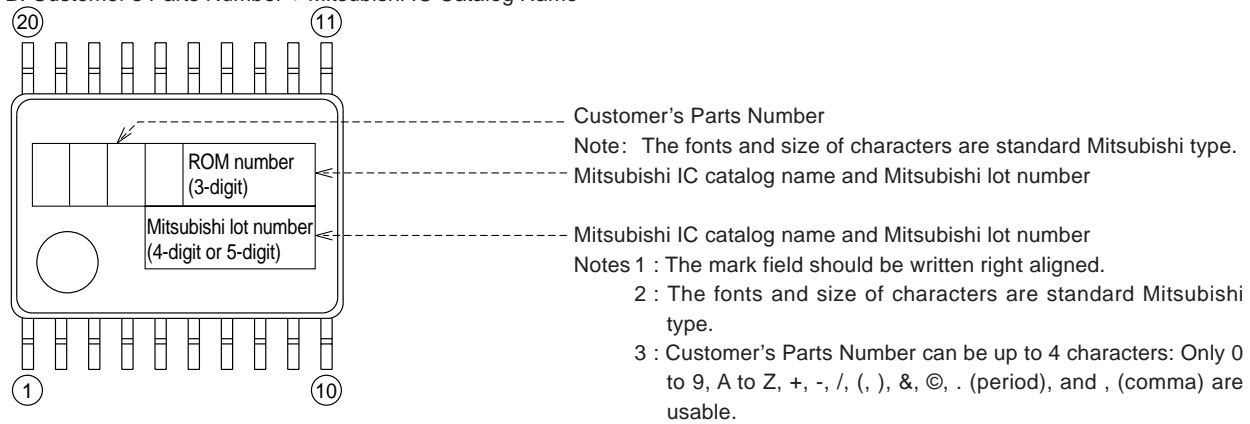 B. Customer's Parts Number + Mitsubishi IC Catalog Name
20
11
Customer's Parts Number
Note: The fonts and size of characters are standard Mitsubishi type.
ROM number
(3-digit)
Mitsubishi IC catalog name and Mitsubishi lot number
Mitsubishi lot number
(4-digit or 5-digit)
Mitsubishi IC catalog name and Mitsubishi lot number
Notes 1 : The mark field should be written right aligned.
2 : The fonts and size of characters are standard Mitsubishi
type.
3 : Customer's Parts Number can be up to 4 characters: Only 0
to 9, A to Z, +, -, /, (, ), &, ©, . (period), and , (comma) are
usable.
1
10